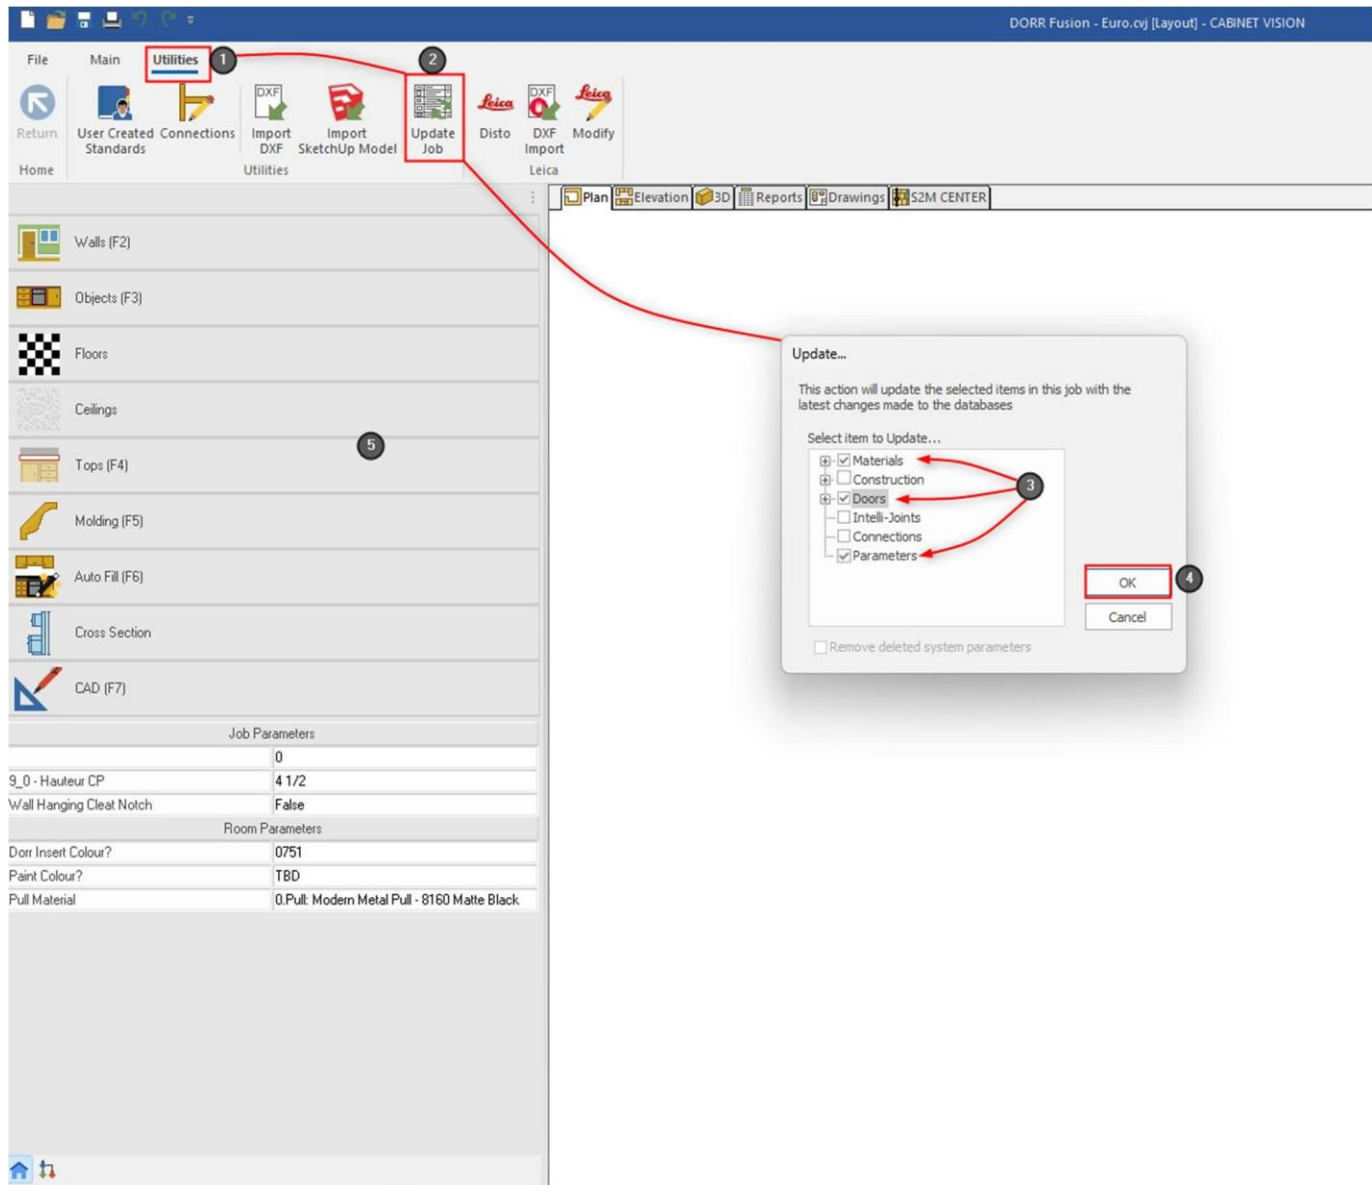 DORR Fusion - Euro.cvj [Layout] - CABINET VISION
File Main Utilities 1 2
Return
User Created Standards
Connections
DXF
Import DXF
Import SketchUp Model
Update Job
Leica
Disto
DXF
DXF Import
Leica
Modify
Home Utilities Leica
Plan Elevation 3D Reports Drawings S2M CENTER
Walls (F2)
Objects (F3)
Floors
Ceilings
5
Tops (F4)
Molding (F5)
Auto Fill (F6)
Cross Section
CAD (F7)
Job Parameters
0
9_0 - Hauteur CP 4 1/2
Wall Hanging Cleat Notch False
Room Parameters
Dorr Insert Colour? 0751
Paint Colour? TBD
Pull Material 0.Pull: Modern Metal Pull - 8160 Matte Black
Update...
This action will update the selected items in this job with the
latest changes made to the databases
Select item to Update...
Materials
Construction
3
Doors
Intelli-Joints
Connections
Parameters
OK 4
Cancel
Remove deleted system parameters